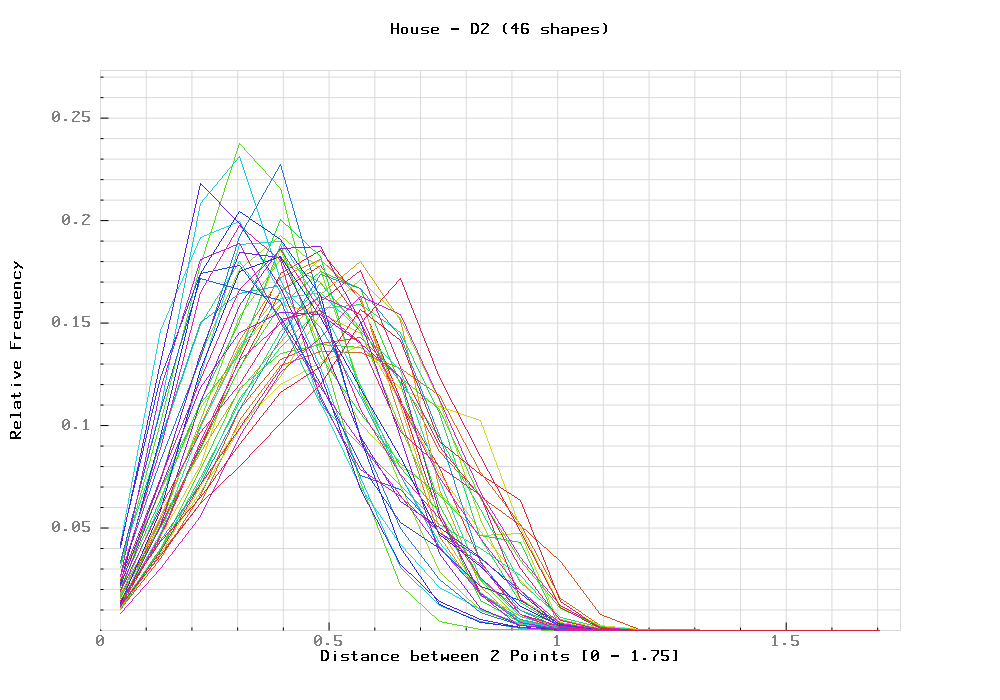 House - D2 (46 shapes)
0.25
0.2
0.15
0.1
0.05
Relative Frequency
0 0.5 1 1.5
Distance between 2 Points [0 - 1.75]